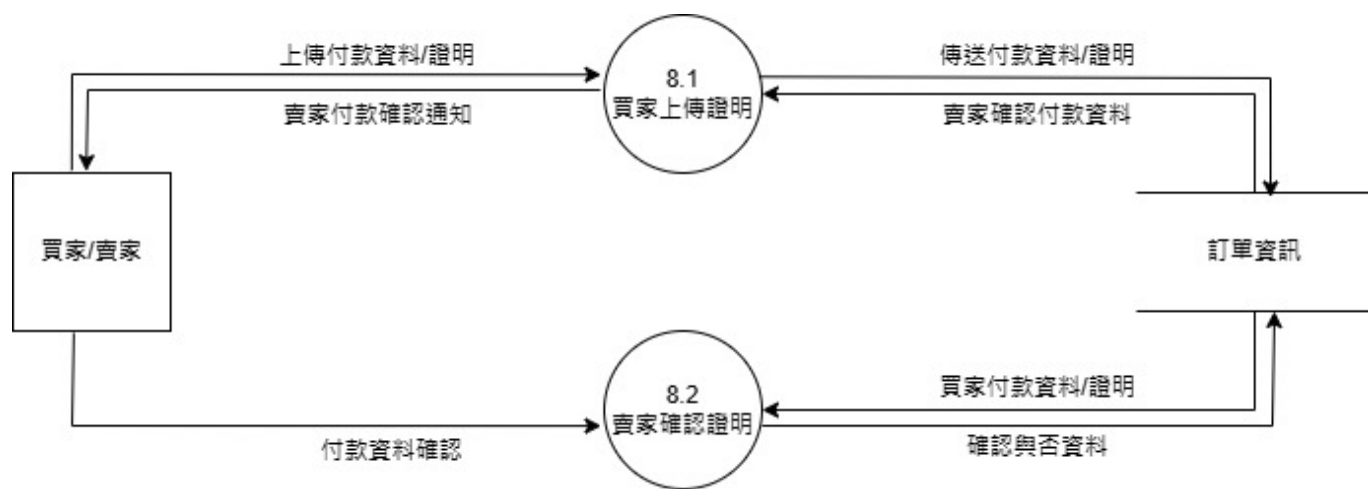 上傳付款資料/證明
賣家付款確認通知
8.1
買家上傳證明
傳送付款資料/證明
賣家確認付款資料
買家/賣家
訂單資訊
付款資料確認
8.2
賣家確認證明
買家付款資料/證明
確認與否資料